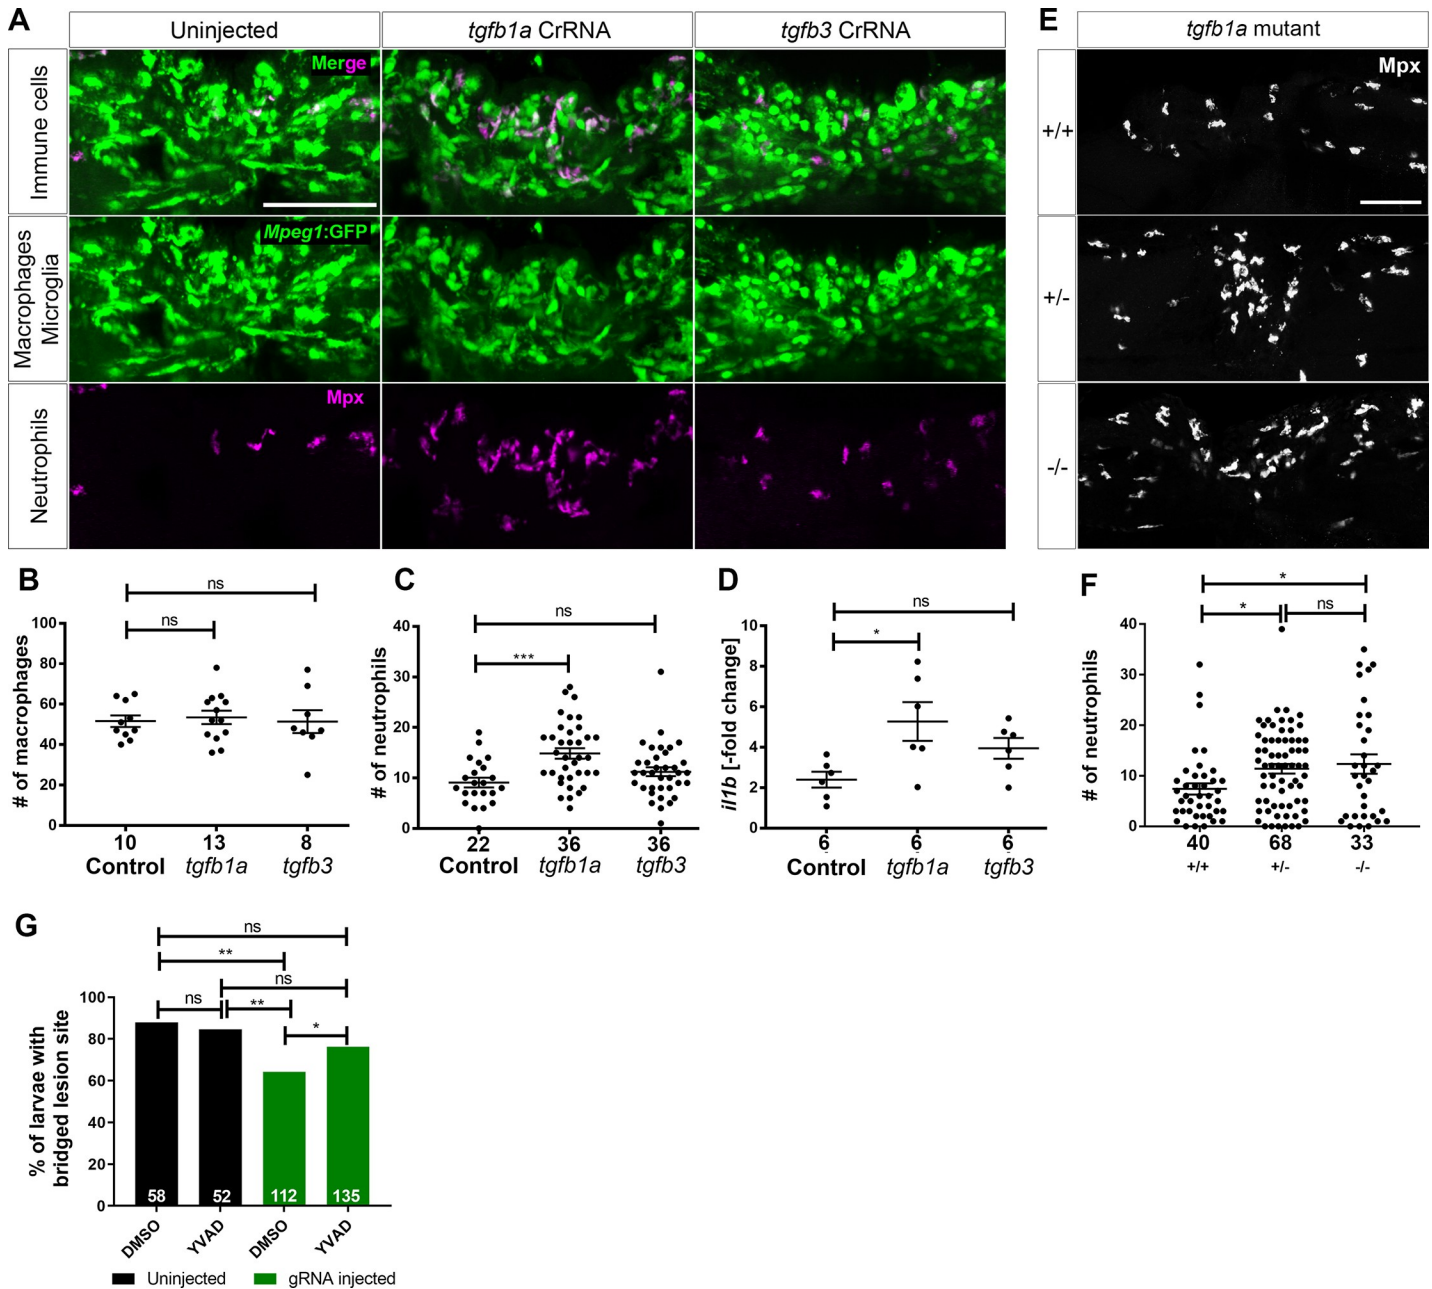 A
Uninjected
tgfb1a CrRNA
tgfb3 CrRNA
Immune cells
Merge
Macrophages
Microglia
Mpeg1:GFP
Neutrophils
Mpx
E
tgfb1a mutant
Mpx
+/+
+/-
-/-
B
ns
ns
# of macrophages
100
80
60
40
20
0
10
13
8
Control
tgfb1a
tgfb3
C
ns
***
# of neutrophils
40
30
20
10
0
22
36
36
Control
tgfb1a
tgfb3
D
ns
*
il1b [-fold change]
10
8
6
4
2
0
6
6
6
Control
tgfb1a
tgfb3
F
*
*
ns
# of neutrophils
40
30
20
10
0
40
68
33
+/+
+/-
-/-
G
ns
**
ns
ns
**
*
% of larvae with
bridged lesion site
100
80
60
40
20
0
58
52
112
135
DMSO
YVAD
DMSO
YVAD
Uninjected
gRNA injected